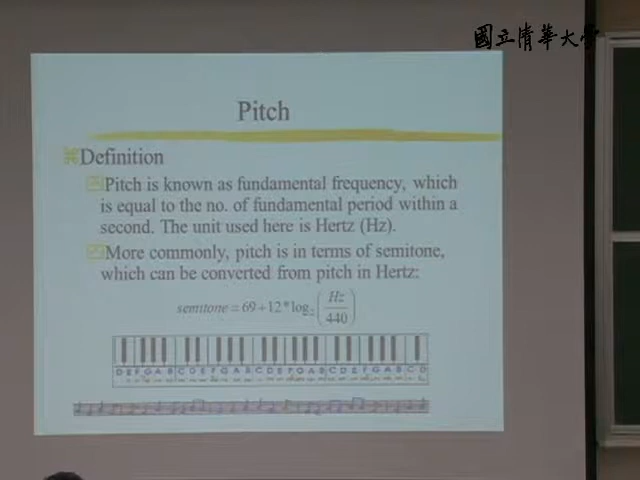 國立清華大學
Pitch
Definition
Pitch is known as fundamental frequency, which
is equal to the no. of fundamental period within a
second. The unit used here is Hertz (Hz).
More commonly, pitch is in terms of semitone,
which can be converted from pitch in Hertz:
semitone = 69 + 12 * log₂ (Hz / 440)
D E F G A B C D E F G A B C D E F G A B C D E F G A B C D